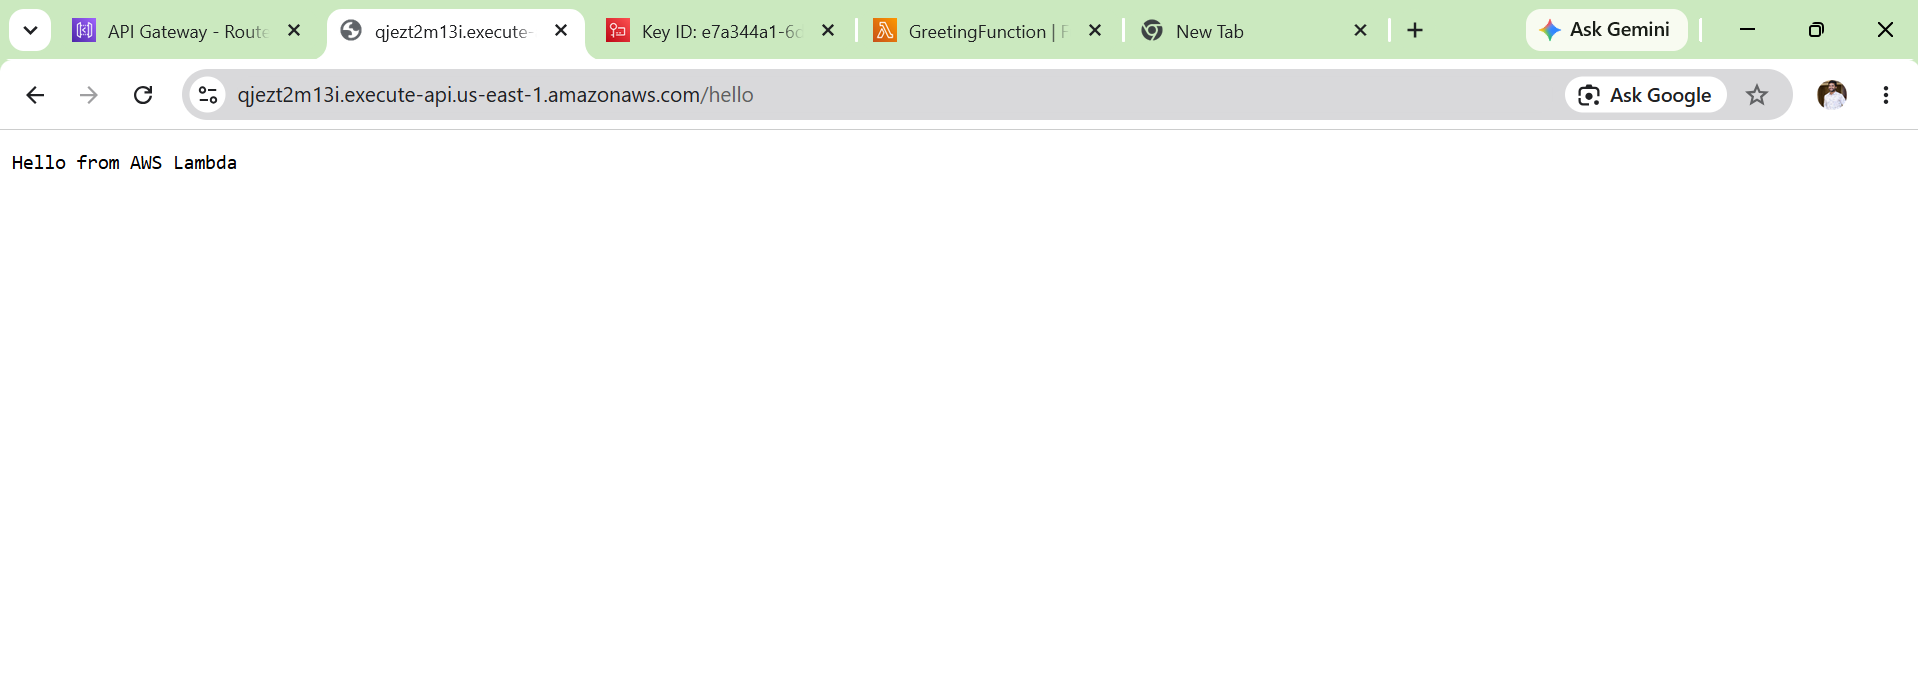 API Gateway - Route
qjezt2m13i.execute-
Key ID: e7a344a1-6c
GreetingFunction | F
New Tab
Ask Gemini
qjezt2m13i.execute-api.us-east-1.amazonaws.com/hello
Ask Google
Hello from AWS Lambda